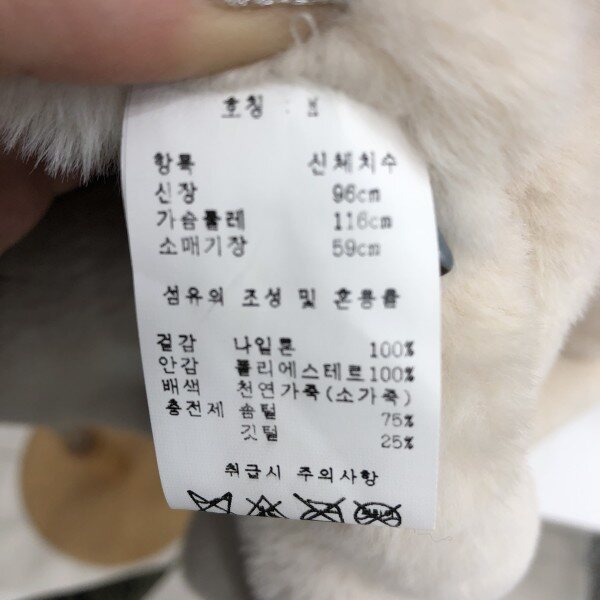 호칭 : M
항목 신체치수
신장 96cm
가슴둘레 116cm
소매기장 59cm
섬유의 조성 및 혼용률
겉감 나일론 100%
안감 폴리에스테르 100%
배색 천연가죽(소가죽)
충전제 솜털 75%
깃털 25%
취급시 주의사항